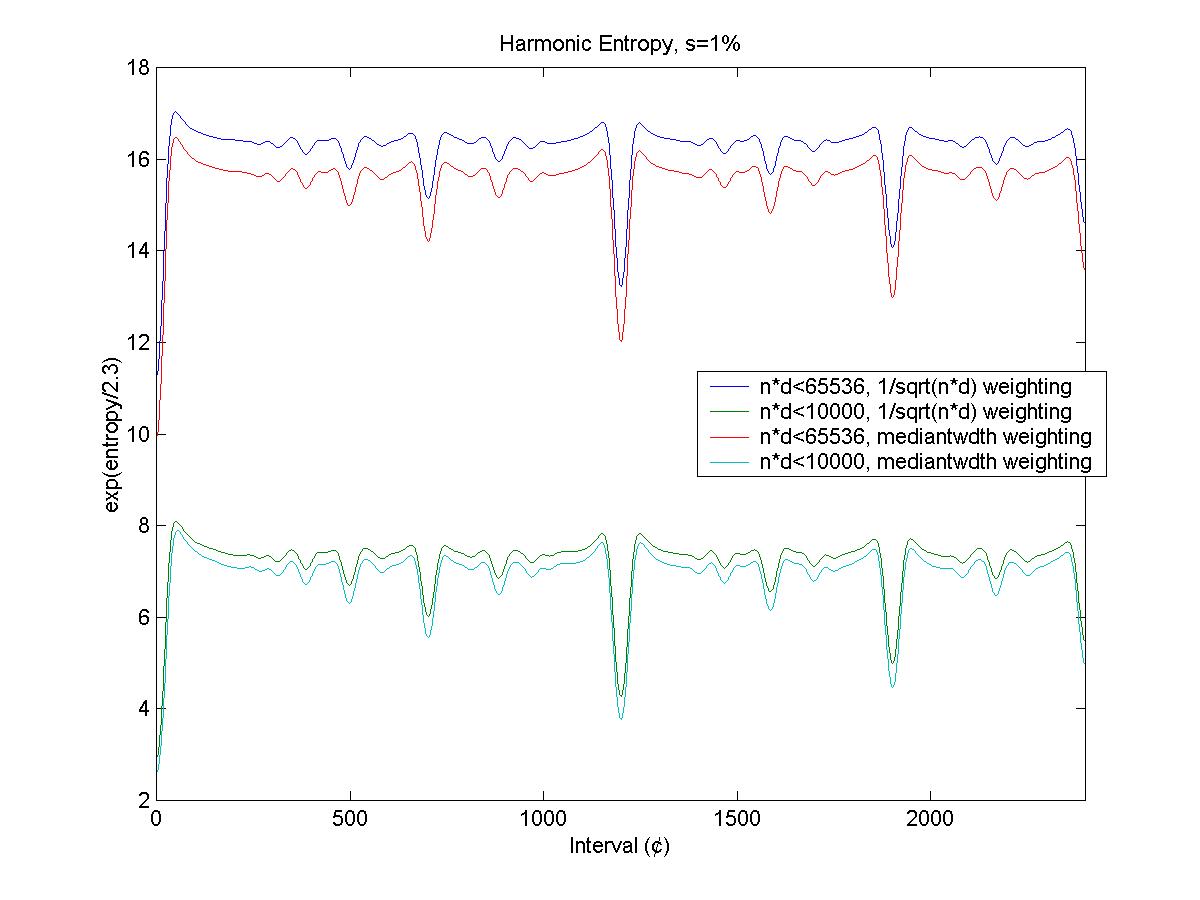 Harmonic Entropy, s=1%
18
16
14
12
10
8
6
4
2
exp(entropy/2.3)
n*d<65536, 1/sqrt(n*d) weighting
n*d<10000, 1/sqrt(n*d) weighting
n*d<65536, mediantwdth weighting
n*d<10000, mediantwdth weighting
0 500 1000 1500 2000
Interval (¢)